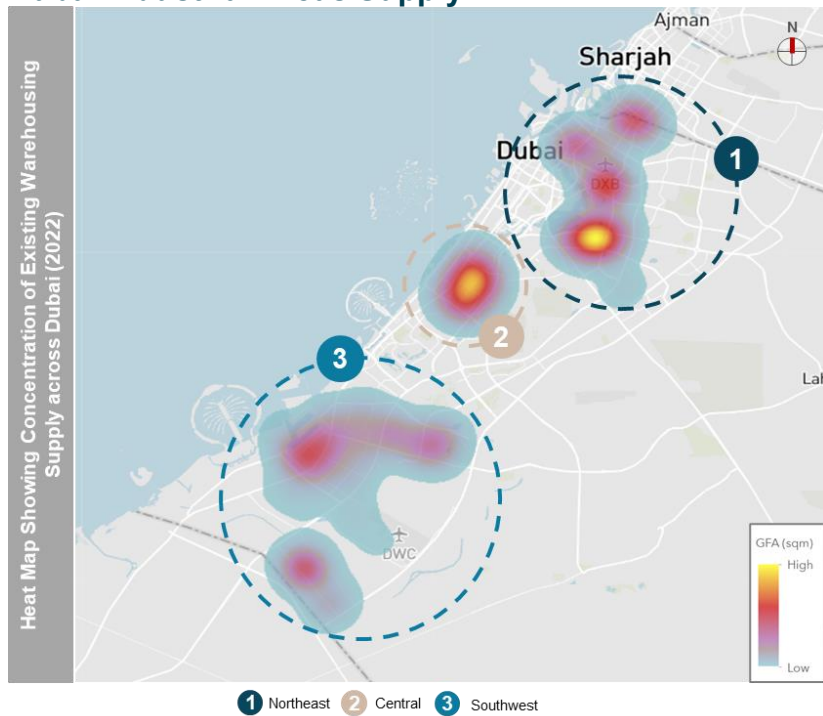 Ajman
N
Sharjah
Dubai
DXB
1
2
3
DWC
Lah
Heat Map Showing Concentration of Existing Warehousing
Supply across Dubai (2022)
GFA (sqm)
High
Low
1 Northeast 2 Central 3 Southwest